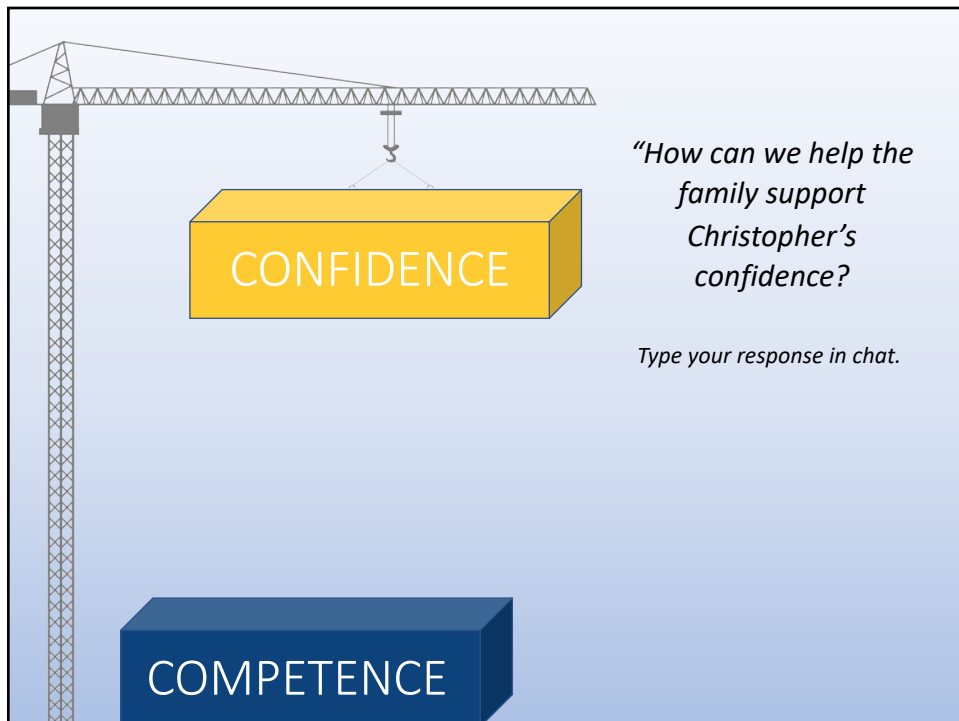 CONFIDENCE
“How can we help the
family support
Christopher’s
confidence?
Type your response in chat.
COMPETENCE